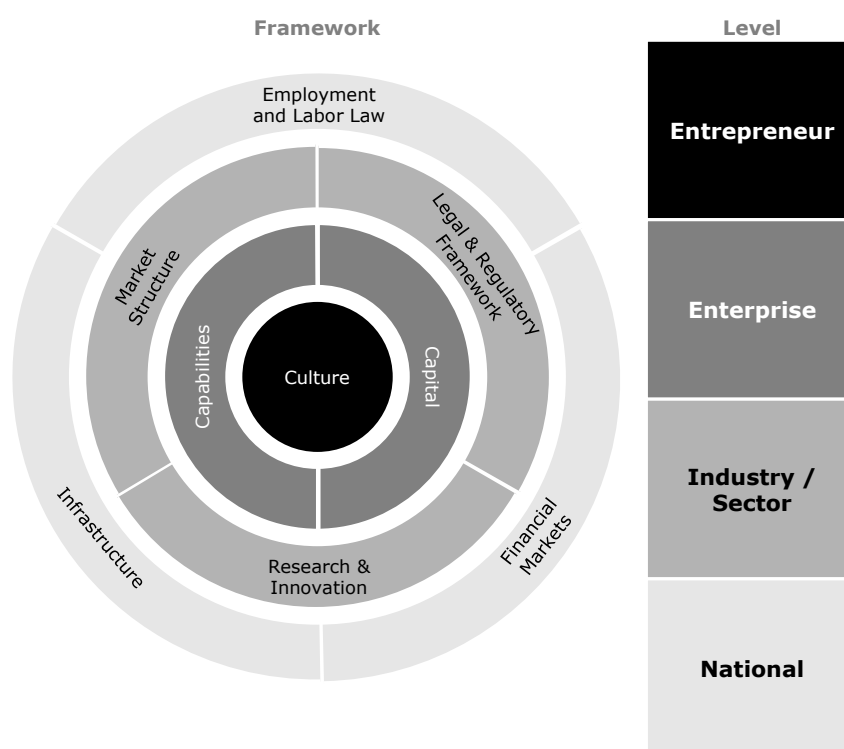 Framework
Level
Employment
and Labor Law
Legal & Regulatory
Framework
Market
Structure
Capabilities
Culture
Capital
Research &
Innovation
Infrastructure
Financial
Markets
Entrepreneur
Enterprise
Industry /
Sector
National